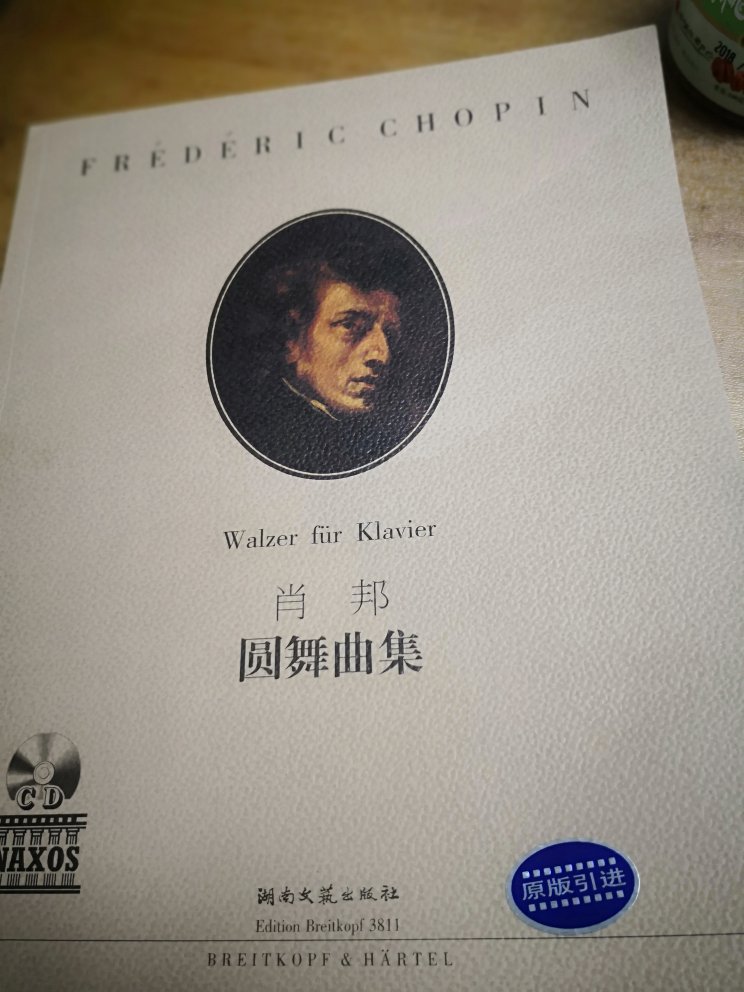 FRÉDÉRIC CHOPIN
Walzer für Klavier
肖 邦
圆舞曲集
CD
NAXOS
原版引进
湖南文艺出版社
Edition Breitkopf 3811
BREITKOPF & HÄRTEL
2018